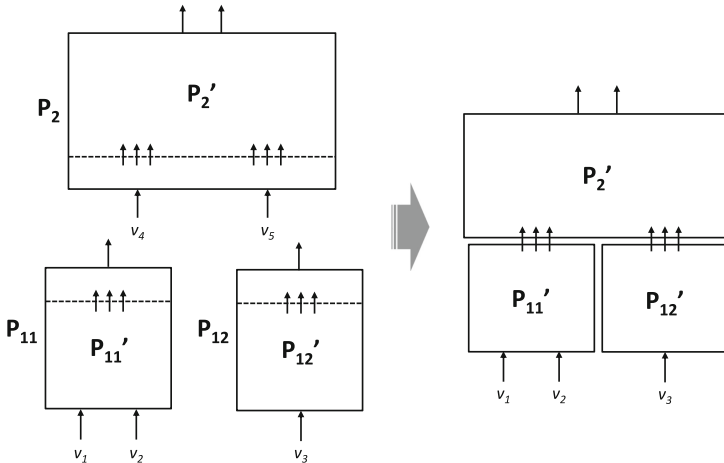 P₂
P₂’
v₄ v₅
P₁₁
P₁₁’
v₁ v₂
P₁₂
P₁₂’
v₃
P₂’
P₁₁’ P₁₂’
v₁ v₂ v₃